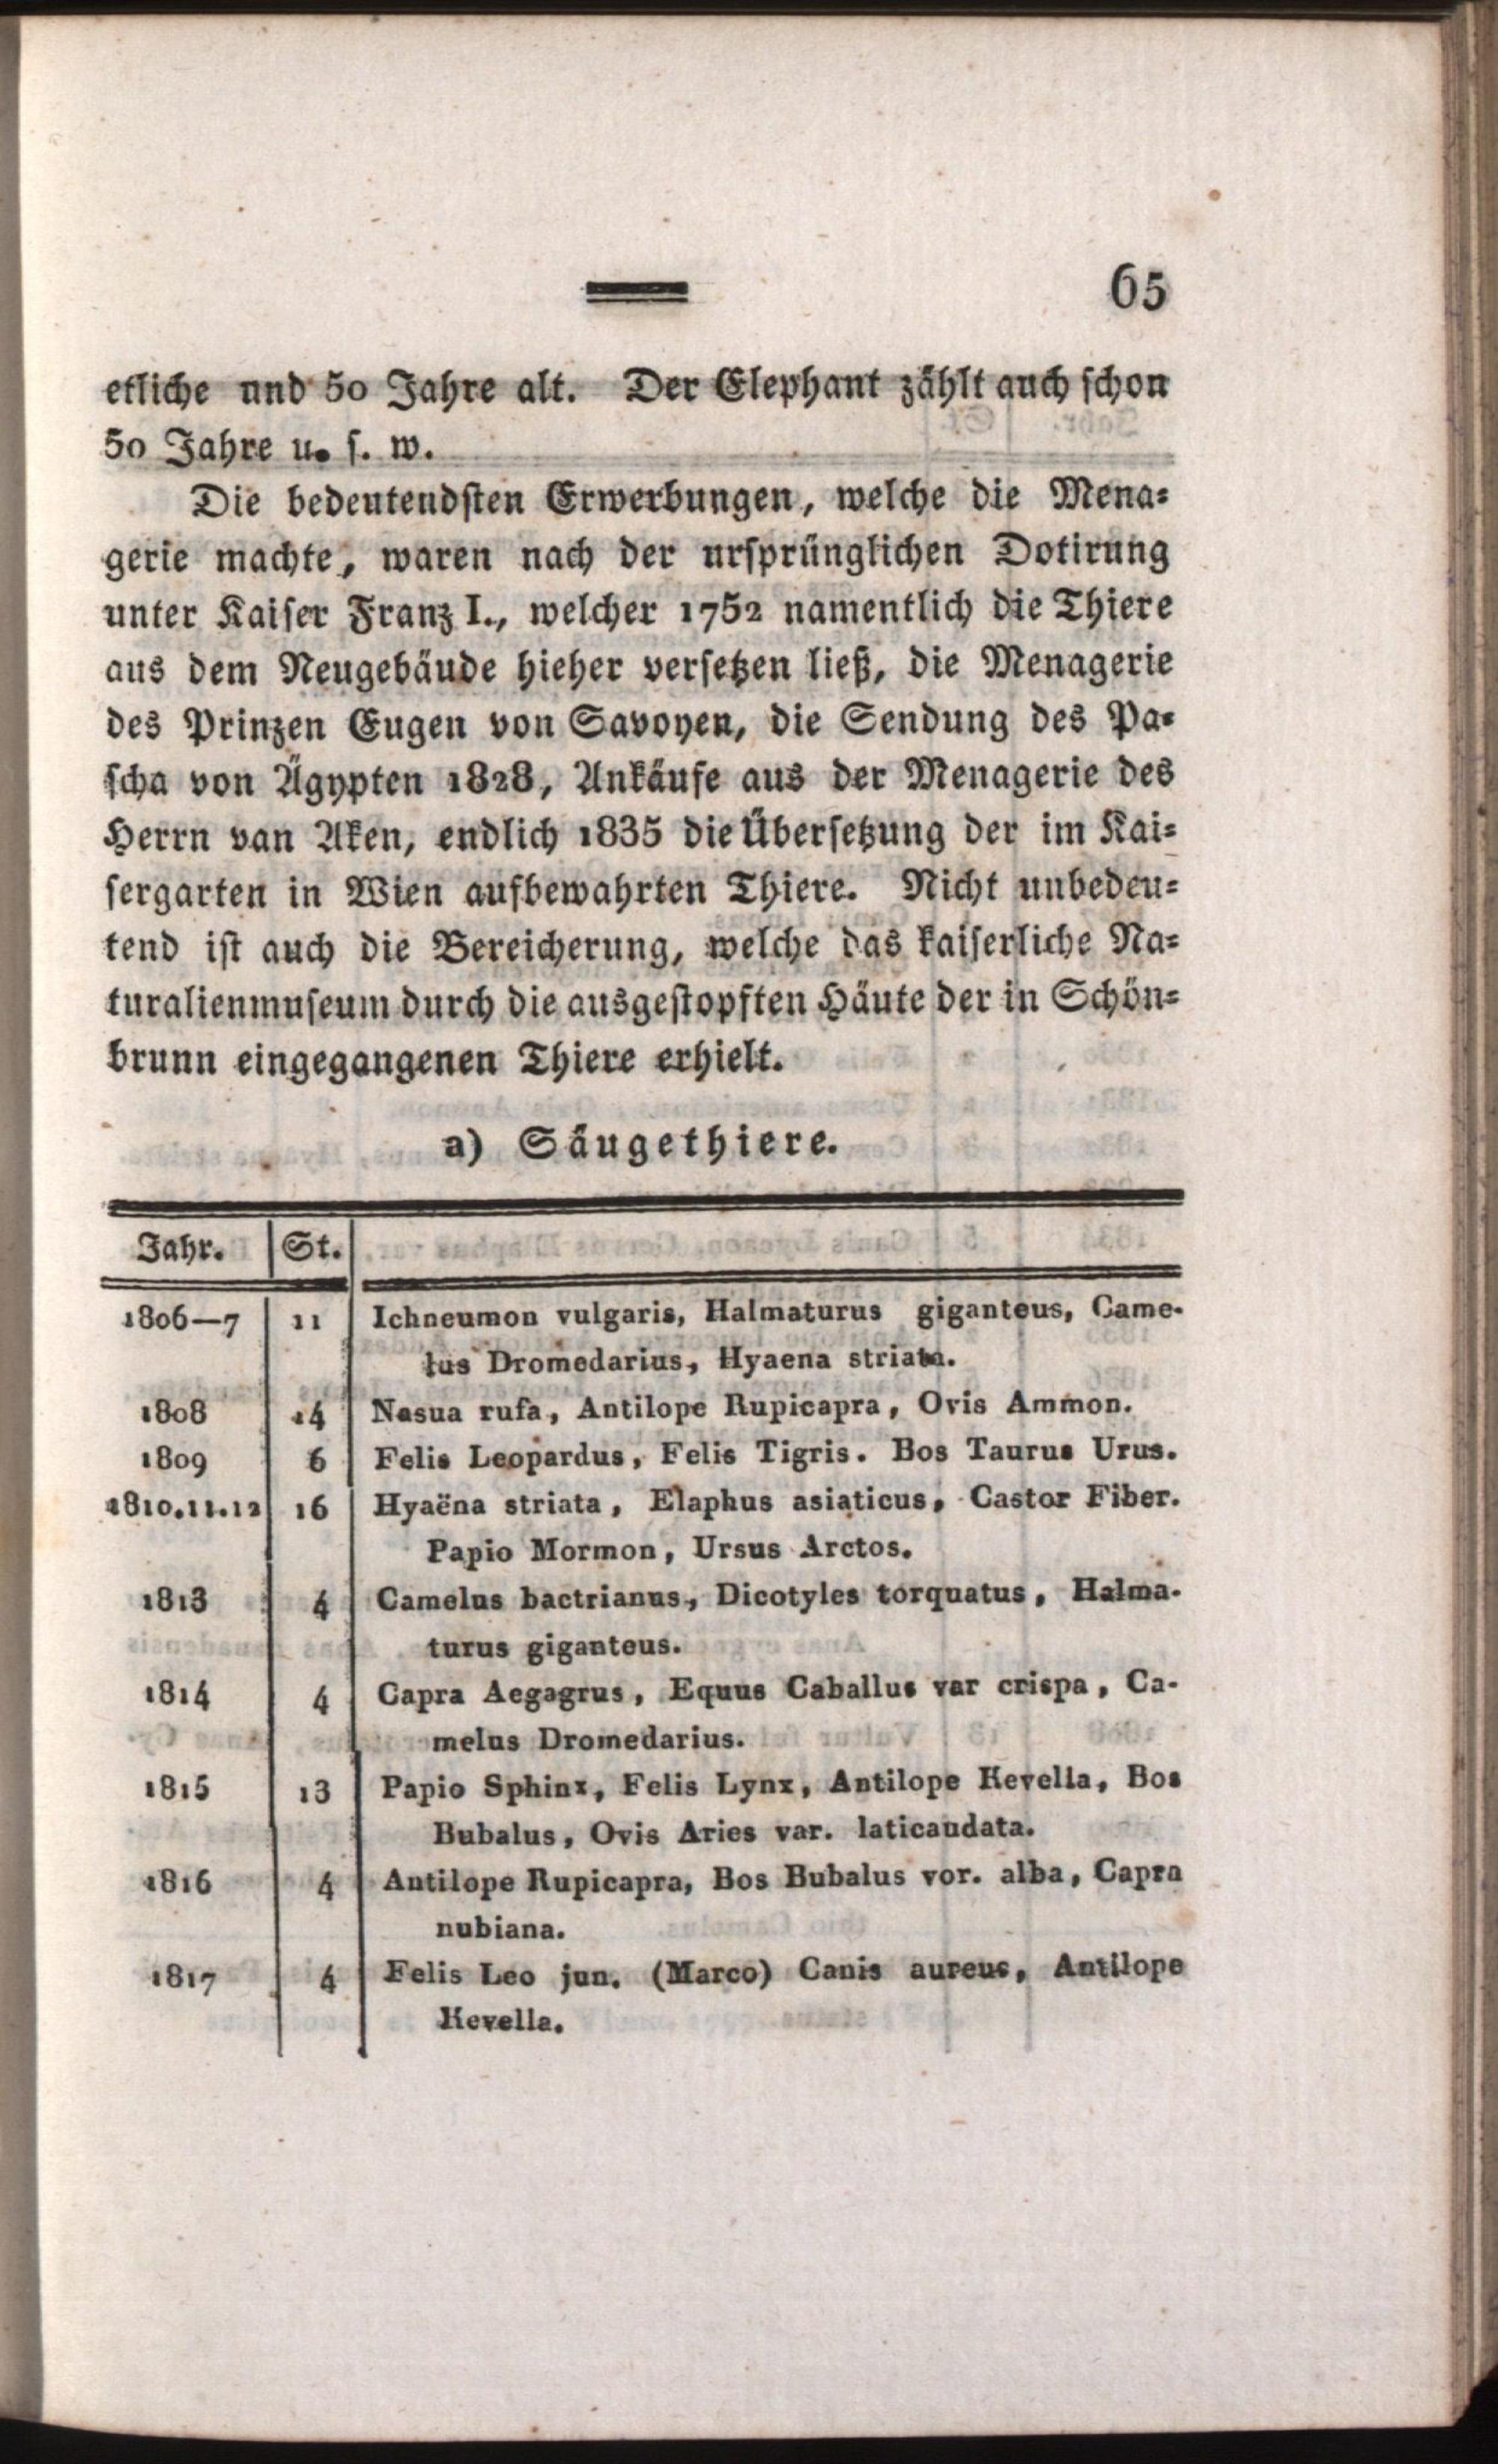 65
etliche und 50 Jahre alt. Der Elephant zählt auch schon
50 Jahre u. s. w.
Die bedeutendsten Erwerbungen, welche die Mena=
gerie machte, waren nach der ursprünglichen Dotirung
unter Kaiser Franz I., welcher 1752 namentlich die Thiere
aus dem Neugebäude hieher versetzen ließ, die Menagerie
des Prinzen Eugen von Savoyen, die Sendung des Pa=
scha von Ägypten 1828, Ankäufe aus der Menagerie des
Herrn van Aken, endlich 1835 die Übersetzung der im Kai=
sergarten in Wien aufbewahrten Thiere. Nicht unbedeu=
tend ist auch die Bereicherung, welche das kaiserliche Na=
turalienmuseum durch die ausgestopften Häute der in Schön=
brunn eingegangenen Thiere erhielt.
a) Säugethiere.
Jahr. St.
1806—7 11 Ichneumon vulgaris, Halmaturus giganteus, Came-
lus Dromedarius, Hyaena striata.
1808 14 Nasua rufa, Antilope Rupicapra, Ovis Ammon.
1809 6 Felis Leopardus, Felis Tigris. Bos Taurus Urus.
1810.11.12 16 Hyaëna striata, Elaphus asiaticus, Castor Fiber.
Papio Mormon, Ursus Arctos.
1813 4 Camelus bactrianus, Dicotyles torquatus, Halma-
turus giganteus.
1814 4 Capra Aegagrus, Equus Caballus var crispa, Ca-
melus Dromedarius.
1815 13 Papio Sphinx, Felis Lynx, Antilope Kevella, Bos
Bubalus, Ovis Aries var. laticaudata.
1816 4 Antilope Rupicapra, Bos Bubalus vor. alba, Capra
nubiana.
1817 4 Felis Leo jun. (Marco) Canis aureus, Antilope
Kevella.